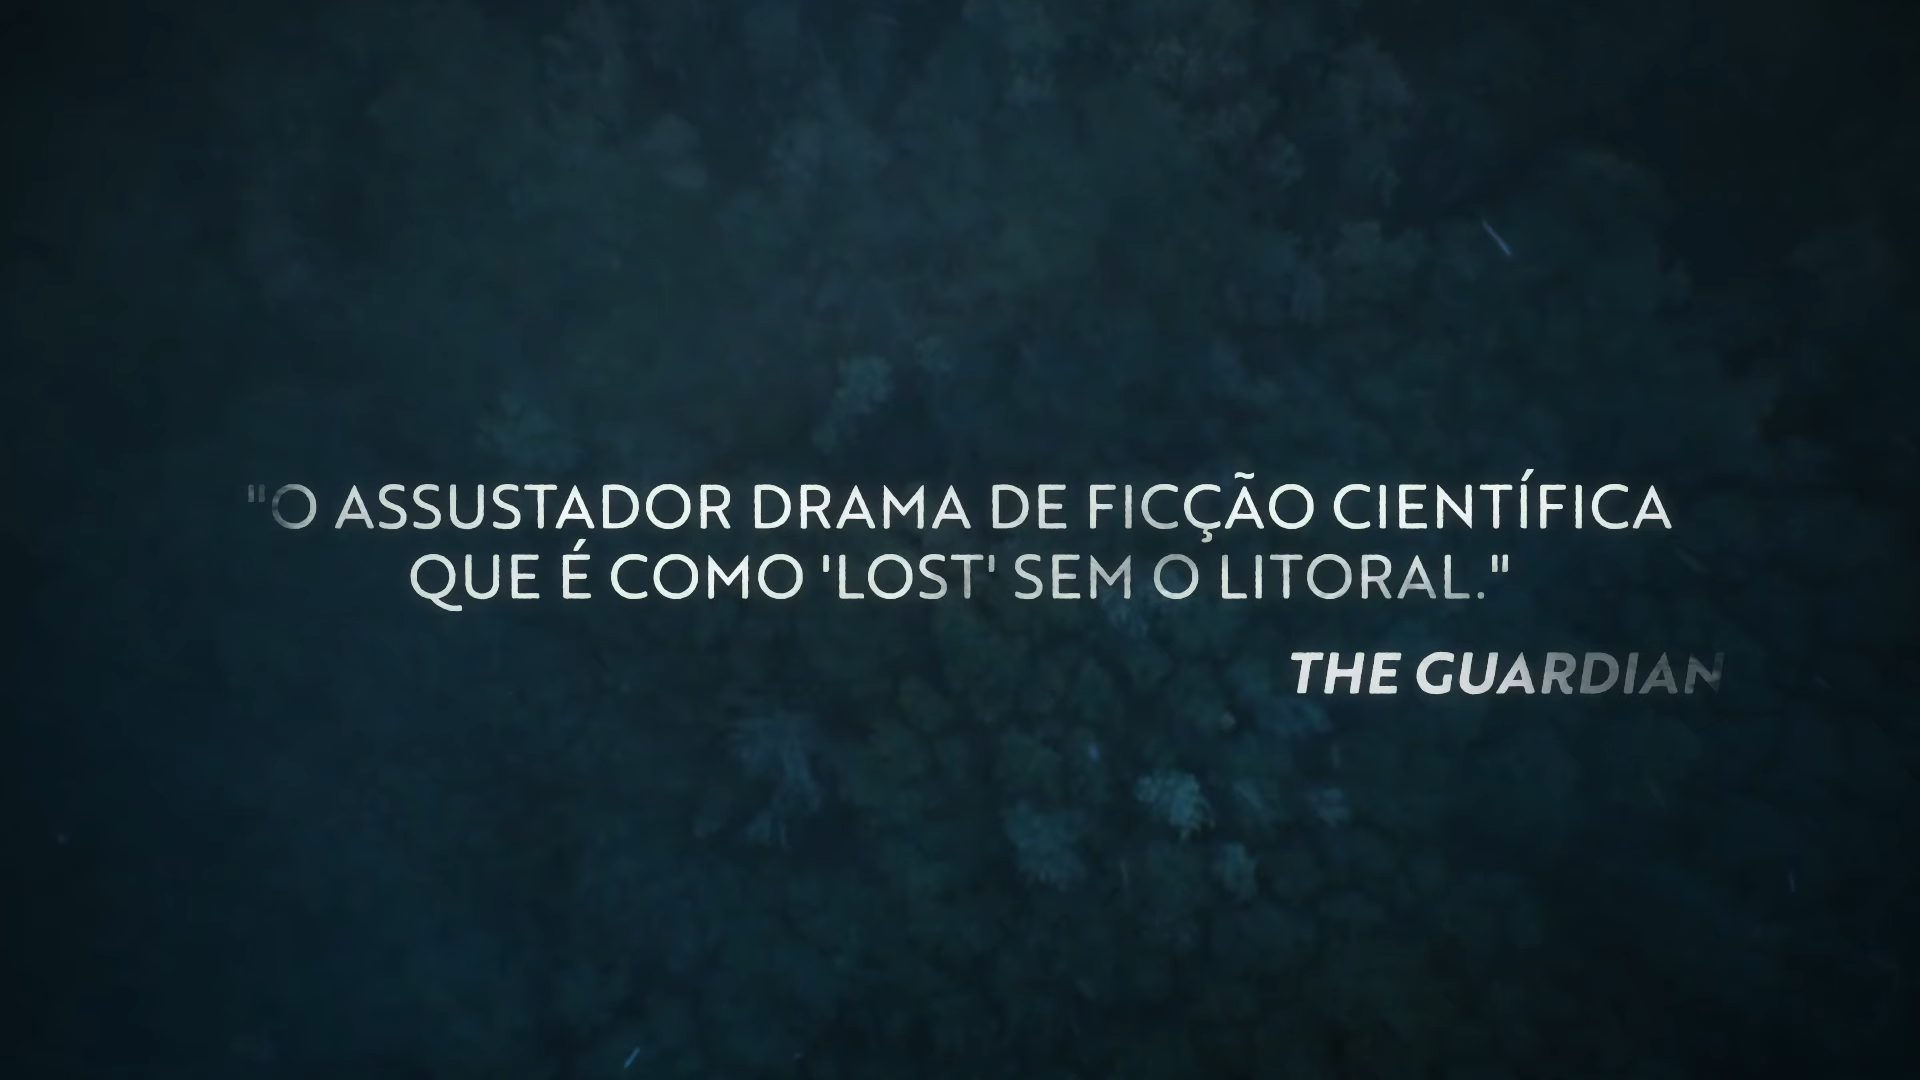 "O ASSUSTADOR DRAMA DE FICÇÃO CIENTÍFICA
QUE É COMO 'LOST' SEM O LITORAL."
THE GUARDIAN